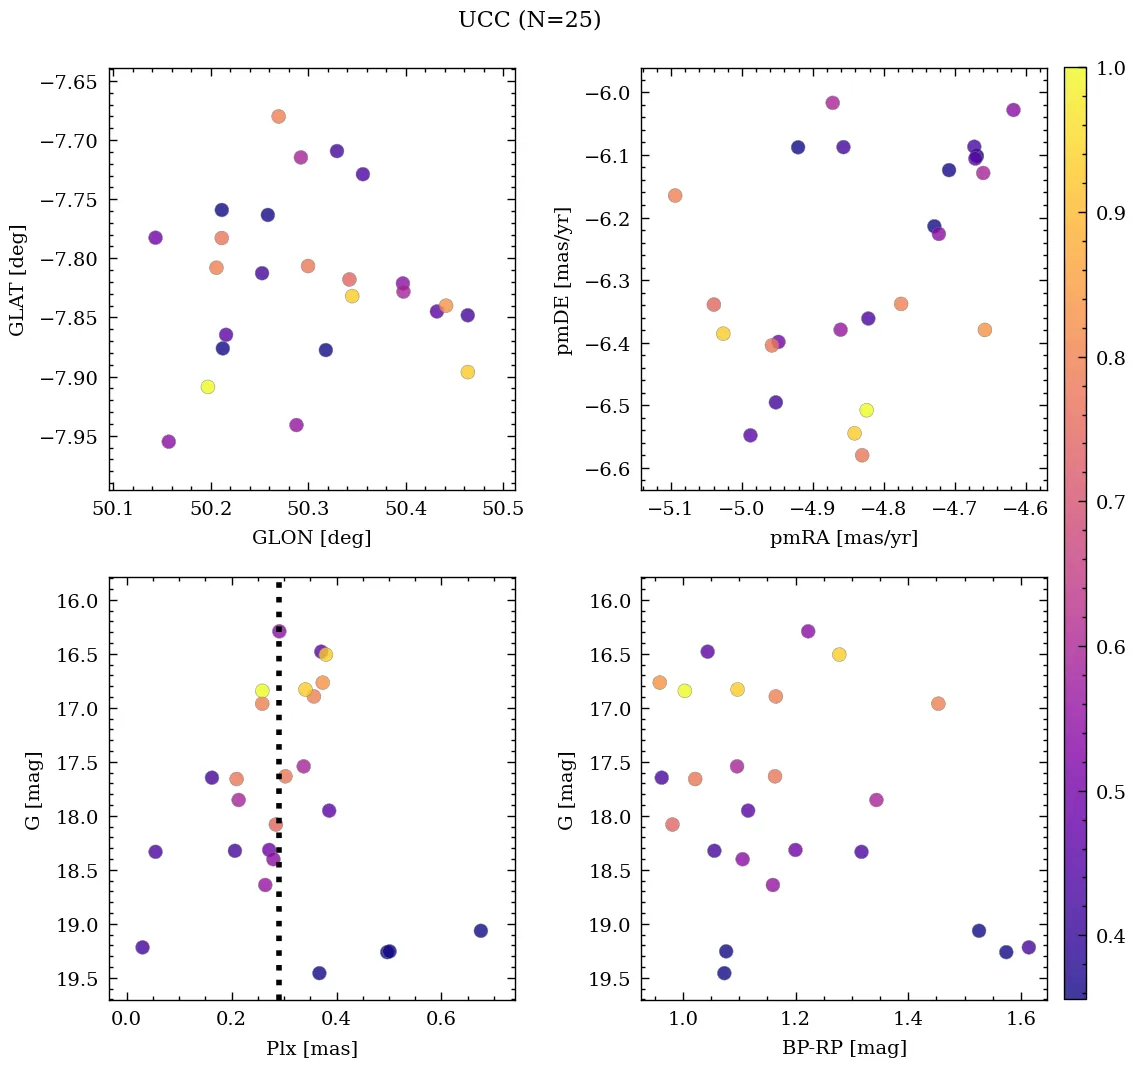 UCC (N=25)
−7.65
−7.70
−7.75
−7.80
−7.85
−7.90
−7.95
GLAT [deg]
50.1 50.2 50.3 50.4 50.5
GLON [deg]
−6.0
−6.1
−6.2
−6.3
−6.4
−6.5
−6.6
pmDE [mas/yr]
−5.1 −5.0 −4.9 −4.8 −4.7 −4.6
pmRA [mas/yr]
16.0
16.5
17.0
17.5
18.0
18.5
19.0
19.5
G [mag]
0.0 0.2 0.4 0.6
Plx [mas]
16.0
16.5
17.0
17.5
18.0
18.5
19.0
19.5
G [mag]
1.0 1.2 1.4 1.6
BP-RP [mag]
1.0
0.9
0.8
0.7
0.6
0.5
0.4